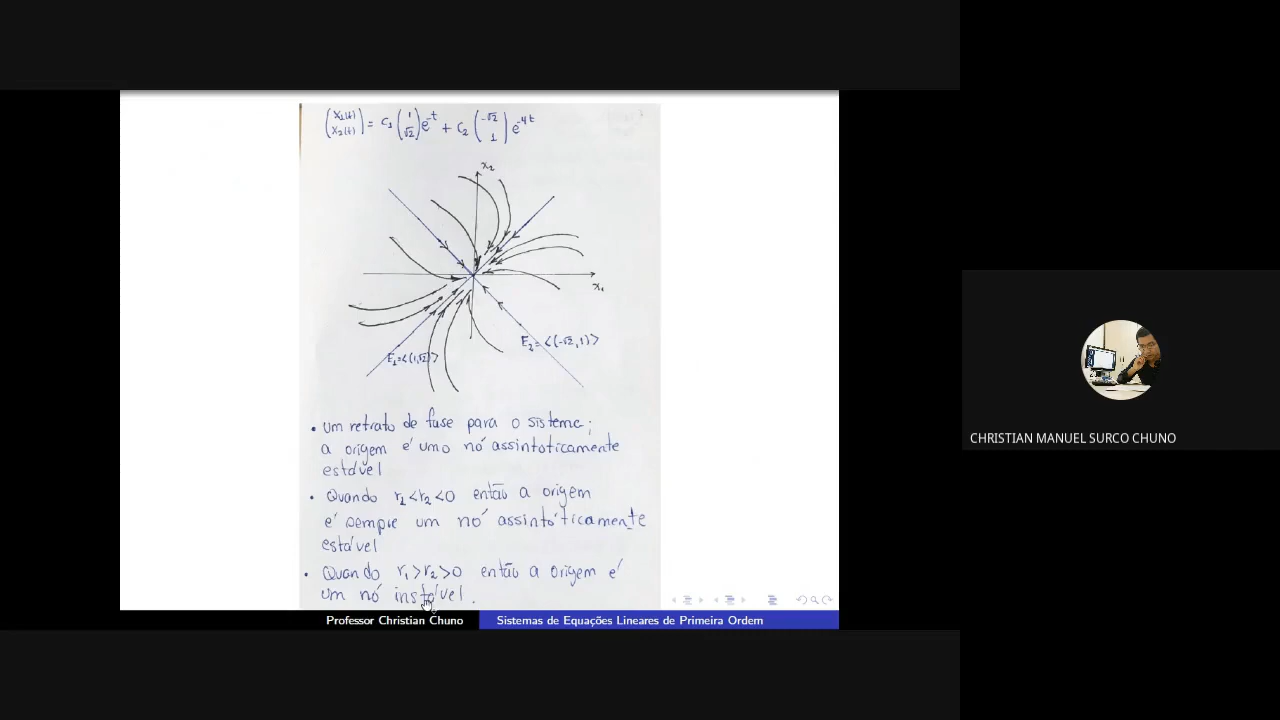 (x₁(t) x₂(t)) = C₁ (1 √2) e^-t + C₂ (-√2 1) e^-4t
x₂
x₁
E₂=<(-√2,1)>
E₁=<(1,√2)>
• um retrato de fase para o sisteme;
a origem e' umo nó assintoticamente
estável
• Quando r₁<r₂<0 então a origem
e' sempre um nó assintóticamente
estável
• Quando r₁>r₂>0 então a origem e'
um nó instável.
CHRISTIAN MANUEL SURCO CHUNO
Professor Christian Chuno Sistemas de Equações Lineares de Primeira Ordem